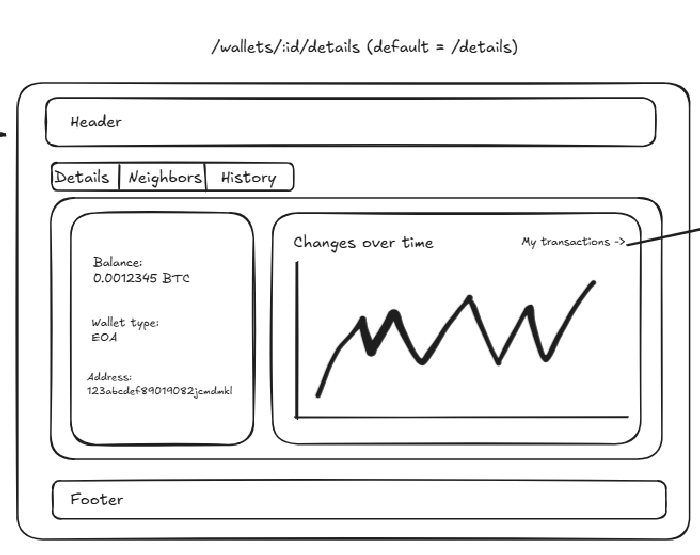 /wallets/:id/details (default = /details)
Header
Details Neighbors History
Ballance:
0.0012345 BTC
Wallet type:
EOA
Address:
123abcdef89019082jcmdmkl
Changes over time
My transactions ->
Footer